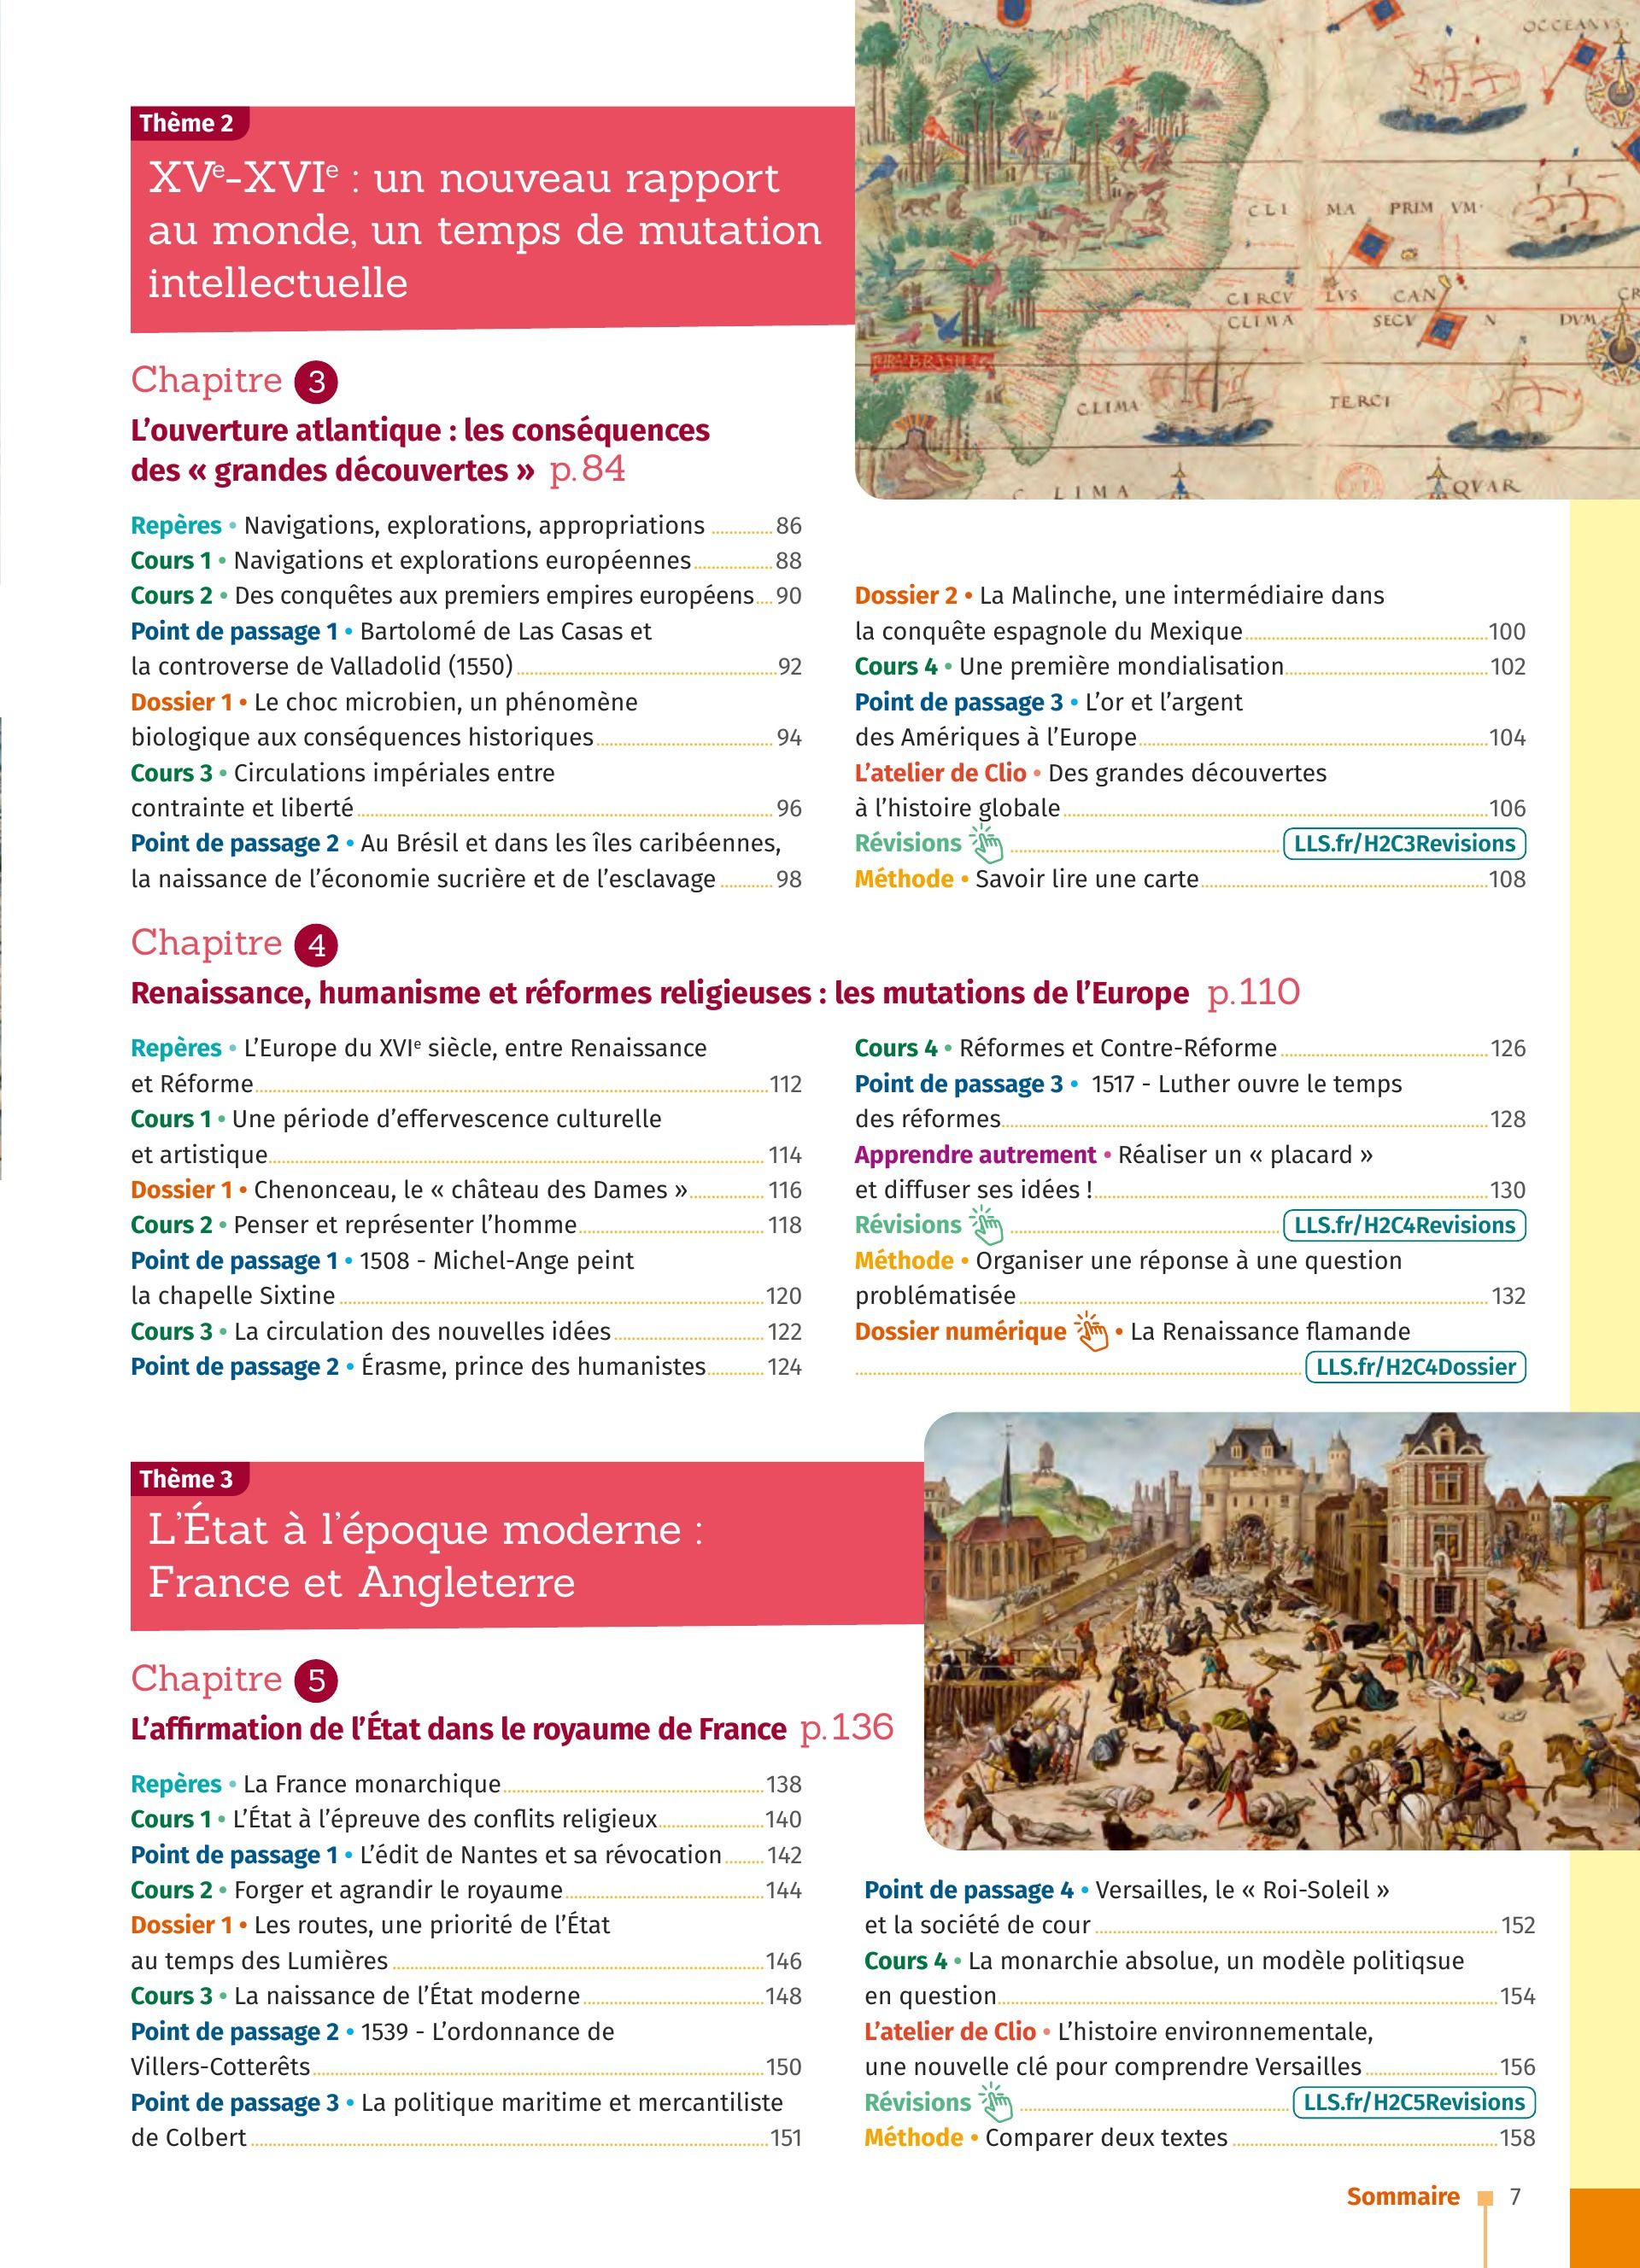 Thème 2
XVe-XVIe : un nouveau rapport
au monde, un temps de mutation
intellectuelle
OCCEANVS
CLI MA PRIM VM
CIRCV LVS CAN CR
CLIMA SECV N DVM
CLIMA TERCI
CLIMA QVAR
Chapitre 3
L’ouverture atlantique : les conséquences
des « grandes découvertes » p. 84
Repères • Navigations, explorations, appropriations 86
Cours 1 • Navigations et explorations européennes 88
Cours 2 • Des conquêtes aux premiers empires européens 90
Point de passage 1 • Bartolomé de Las Casas et
la controverse de Valladolid (1550) 92
Dossier 1 • Le choc microbien, un phénomène
biologique aux conséquences historiques 94
Cours 3 • Circulations impériales entre
contrainte et liberté 96
Point de passage 2 • Au Brésil et dans les îles caribéennes,
la naissance de l’économie sucrière et de l’esclavage 98
Dossier 2 • La Malinche, une intermédiaire dans
la conquête espagnole du Mexique 100
Cours 4 • Une première mondialisation 102
Point de passage 3 • L’or et l’argent
des Amériques à l’Europe 104
L’atelier de Clio • Des grandes découvertes
à l’histoire globale 106
Révisions LLS.fr/H2C3Revisions
Méthode • Savoir lire une carte 108
Chapitre 4
Renaissance, humanisme et réformes religieuses : les mutations de l’Europe p. 110
Repères • L’Europe du XVIe siècle, entre Renaissance
et Réforme 112
Cours 1 • Une période d’effervescence culturelle
et artistique 114
Dossier 1 • Chenonceau, le « château des Dames » 116
Cours 2 • Penser et représenter l’homme 118
Point de passage 1 • 1508 - Michel-Ange peint
la chapelle Sixtine 120
Cours 3 • La circulation des nouvelles idées 122
Point de passage 2 • Érasme, prince des humanistes 124
Cours 4 • Réformes et Contre-Réforme 126
Point de passage 3 • 1517 - Luther ouvre le temps
des réformes 128
Apprendre autrement • Réaliser un « placard »
et diffuser ses idées ! 130
Révisions LLS.fr/H2C4Revisions
Méthode • Organiser une réponse à une question
problématisée 132
Dossier numérique • La Renaissance flamande
LLS.fr/H2C4Dossier
Thème 3
L’État à l’époque moderne :
France et Angleterre
Chapitre 5
L’affirmation de l’État dans le royaume de France p. 136
Repères • La France monarchique 138
Cours 1 • L’État à l’épreuve des conflits religieux 140
Point de passage 1 • L’édit de Nantes et sa révocation 142
Cours 2 • Forger et agrandir le royaume 144
Dossier 1 • Les routes, une priorité de l’État
au temps des Lumières 146
Cours 3 • La naissance de l’État moderne 148
Point de passage 2 • 1539 - L’ordonnance de
Villers-Cotterêts 150
Point de passage 3 • La politique maritime et mercantiliste
de Colbert 151
Point de passage 4 • Versailles, le « Roi-Soleil »
et la société de cour 152
Cours 4 • La monarchie absolue, un modèle politiqsue
en question 154
L’atelier de Clio • L’histoire environnementale,
une nouvelle clé pour comprendre Versailles 156
Révisions LLS.fr/H2C5Revisions
Méthode • Comparer deux textes 158
Sommaire 7